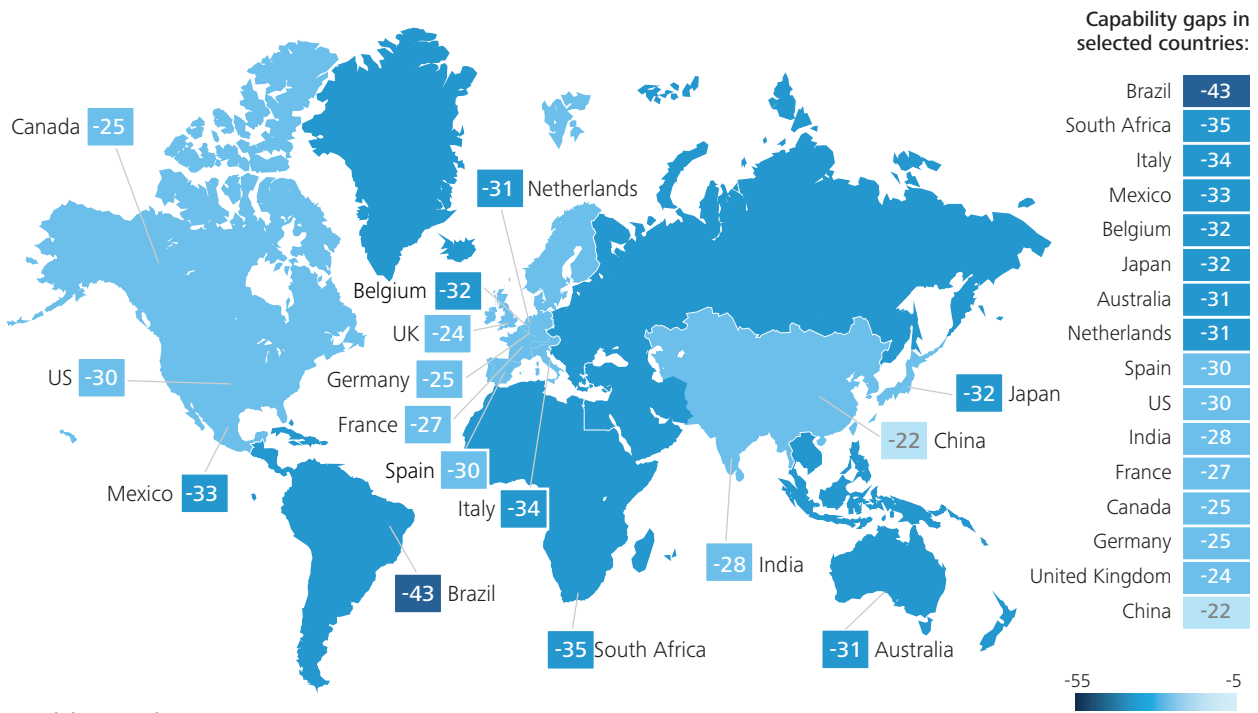 Capability gaps in
selected countries:
Canada -25
-31 Netherlands
Belgium -32
UK -24
US -30
Germany -25
-32 Japan
France -27
-22 China
Spain -30
Mexico -33
Italy -34
-28 India
-43 Brazil
-35 South Africa
-31 Australia
Brazil -43
South Africa -35
Italy -34
Mexico -33
Belgium -32
Japan -32
Australia -31
Netherlands -31
Spain -30
US -30
India -28
France -27
Canada -25
Germany -25
United Kingdom -24
China -22
-55 -5